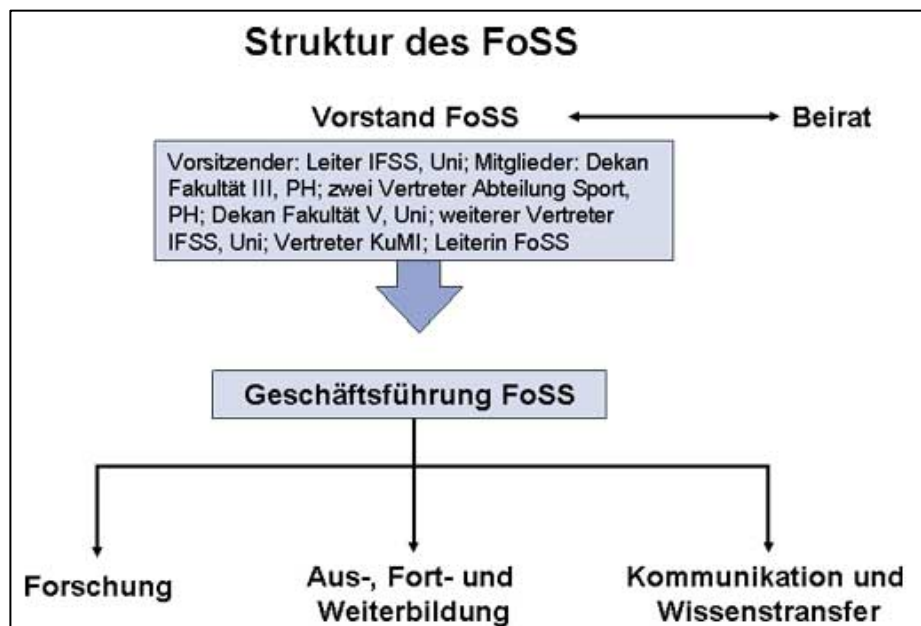 Struktur des FoSS
Vorstand FoSS
Beirat
Vorsitzender: Leiter IFSS, Uni; Mitglieder: Dekan
Fakultät III, PH; zwei Vertreter Abteilung Sport,
PH; Dekan Fakultät V, Uni; weiterer Vertreter
IFSS, Uni; Vertreter KuMI; Leiterin FoSS
Geschäftsführung FoSS
Forschung
Aus-, Fort- und
Weiterbildung
Kommunikation und
Wissenstransfer